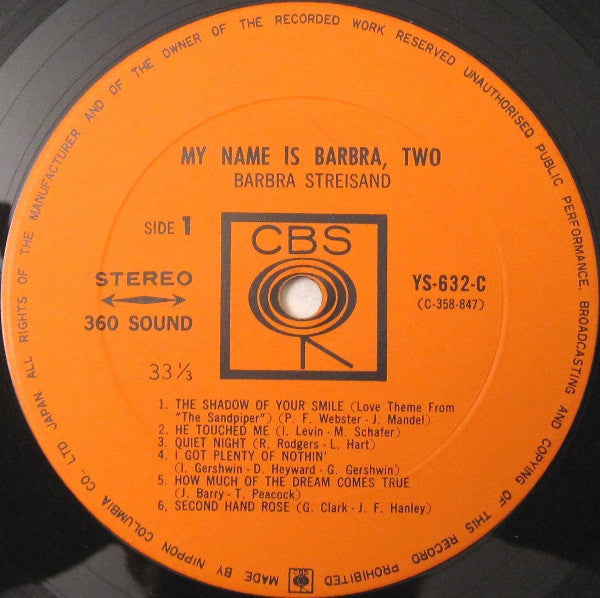 ALL RIGHTS OF THE MANUFACTURER AND OF THE OWNER OF THE RECORDED WORK RESERVED UNAUTHORISED PUBLIC PERFORMANCE, BROADCASTING AND COPYING OF THIS RECORD PROHIBITED
MY NAME IS BARBRA, TWO
BARBRA STREISAND
SIDE 1
CBS
STEREO
360 SOUND
33⅓
YS-632-C
(C-358-847)
1. THE SHADOW OF YOUR SMILE (Love Theme From
"The Sandpiper") (P. F. Webster - J. Mandel)
2. HE TOUCHED ME (I. Levin - M. Schafer)
3. QUIET NIGHT (R. Rodgers - L. Hart)
4. I GOT PLENTY OF NOTHIN'
(I. Gershwin - D. Heyward - G. Gershwin)
5. HOW MUCH OF THE DREAM COMES TRUE
(J. Barry - T. Peacock)
6, SECOND HAND ROSE (G. Clark - J. F. Hanley)
CBS
MADE BY NIPPON COLUMBIA CO. LTD JAPAN.